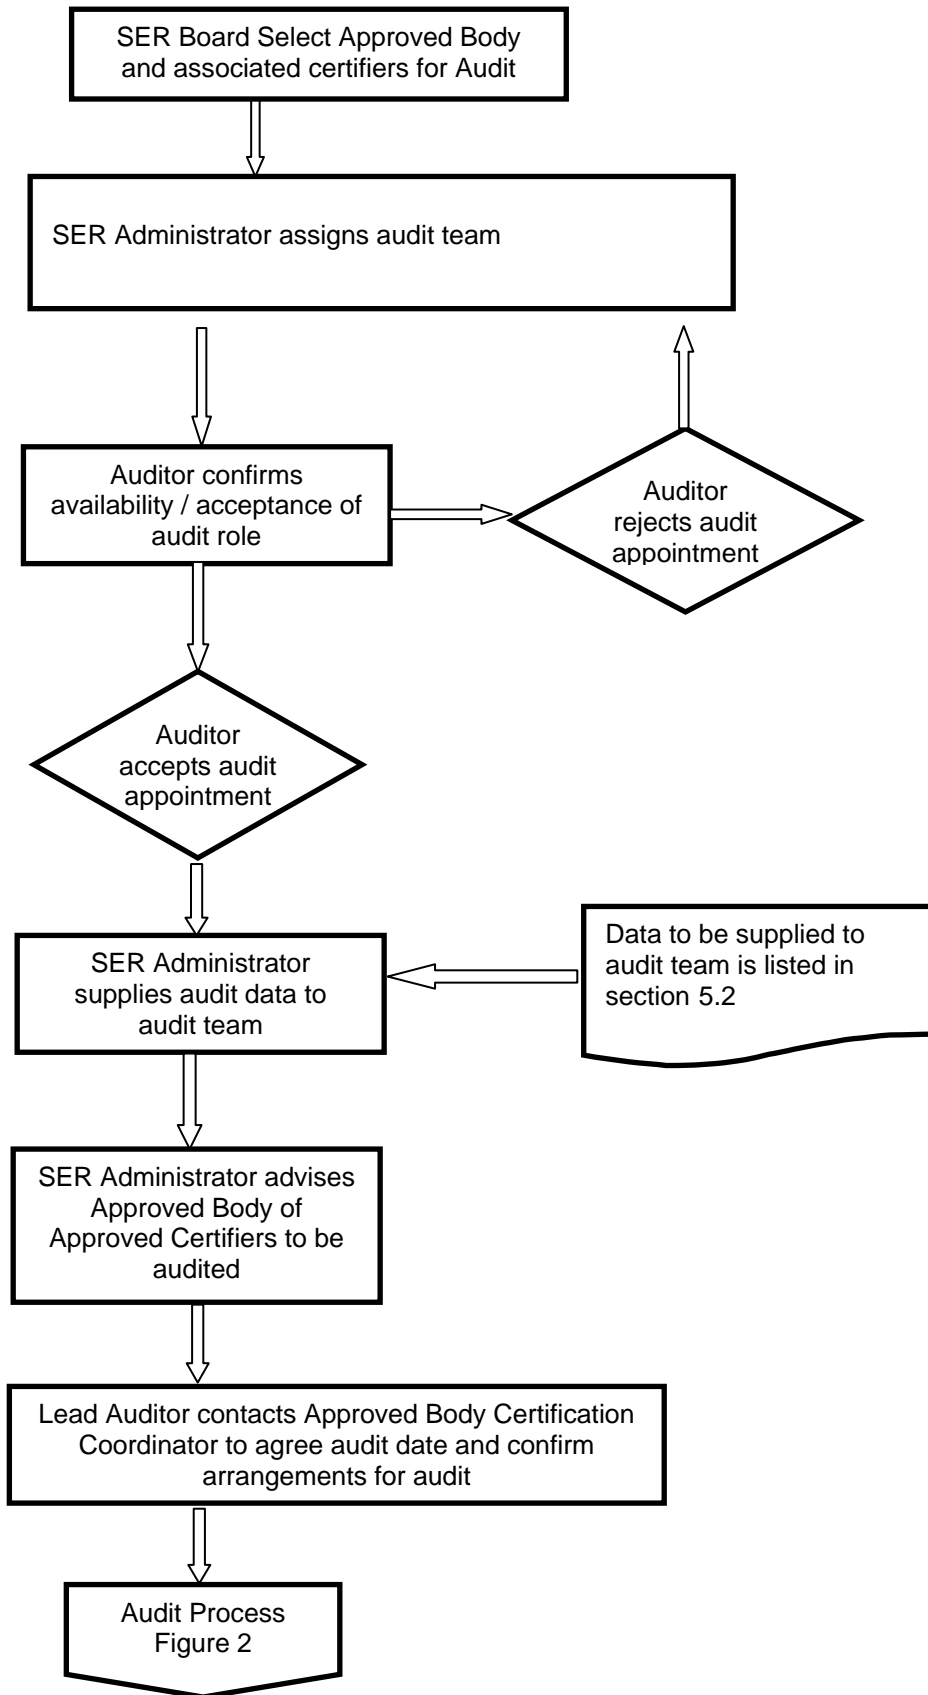 SER Board Select Approved Body
and associated certifiers for Audit
SER Administrator assigns audit team
Auditor confirms
availability / acceptance of
audit role
Auditor
rejects audit
appointment
Auditor
accepts audit
appointment
SER Administrator
supplies audit data to
audit team
Data to be supplied to
audit team is listed in
section 5.2
SER Administrator advises
Approved Body of
Approved Certifiers to be
audited
Lead Auditor contacts Approved Body Certification
Coordinator to agree audit date and confirm
arrangements for audit
Audit Process
Figure 2